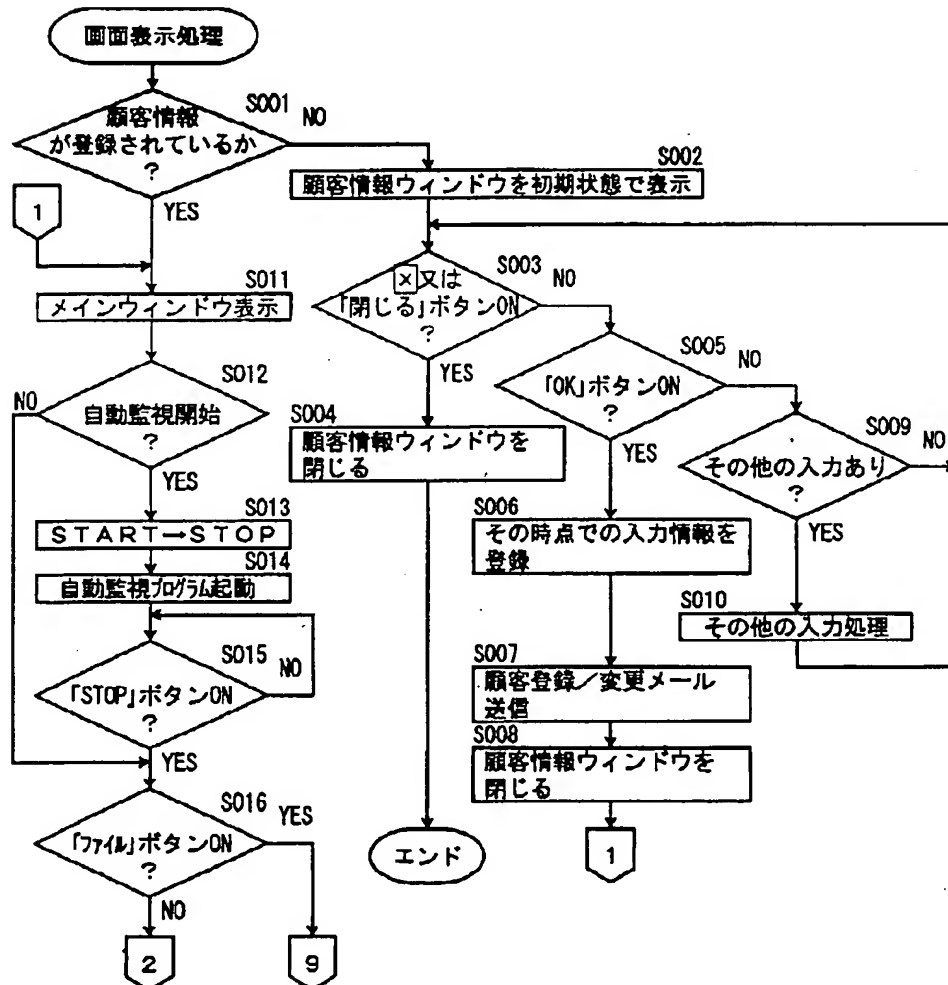 画面表示処理
S001
NO
顧客情報
が登録されているか
?
YES
1
S002
顧客情報ウィンドウを初期状態で表示
S011
メインウィンドウ表示
S003
NO
×又は
「閉じる」ボタンON
?
YES
S012
NO
自動監視開始
?
YES
S005
NO
「OK」ボタンON
?
YES
S004
顧客情報ウィンドウを
閉じる
S009
NO
その他の入力あり
?
YES
S013
START→STOP
S006
その時点での入力情報を
登録
S014
自動監視プログラム起動
S010
その他の入力処理
S015
NO
「STOP」ボタンON
?
YES
S007
顧客登録/変更メール
送信
S008
顧客情報ウィンドウを
閉じる
S016
YES
「ファイル」ボタンON
?
NO
エンド
1
2
9